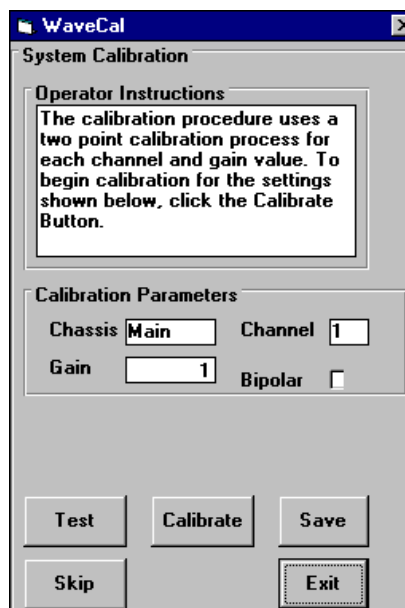 WaveCal
System Calibration
Operator Instructions
The calibration procedure uses a
two point calibration process for
each channel and gain value. To
begin calibration for the settings
shown below, click the Calibrate
Button.
Calibration Parameters
Chassis Main Channel 1
Gain 1 Bipolar
Test Calibrate Save
Skip Exit